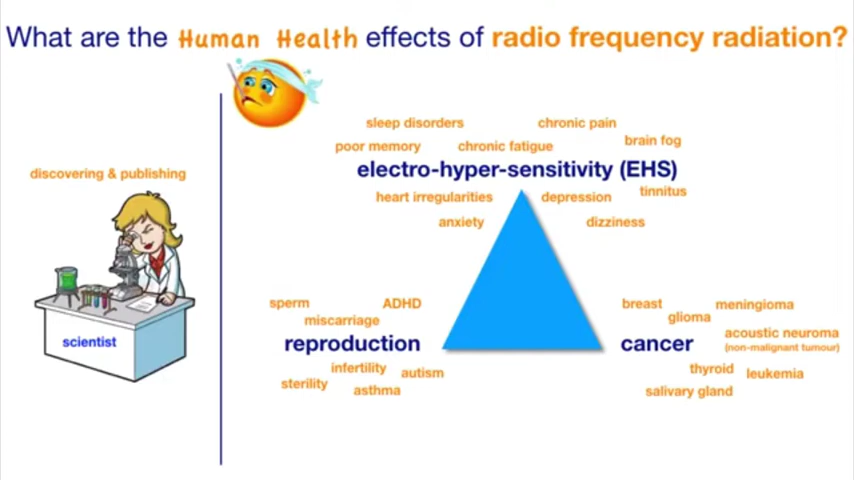 What are the Human Health effects of radio frequency radiation?
discovering & publishing
scientist
sleep disorders
chronic pain
poor memory
chronic fatigue
brain fog
electro-hyper-sensitivity (EHS)
heart irregularities
depression
tinnitus
anxiety
dizziness
sperm
ADHD
miscarriage
reproduction
infertility
autism
sterility
asthma
breast
meningioma
glioma
acoustic neuroma
(non-malignant tumour)
cancer
thyroid
leukemia
salivary gland